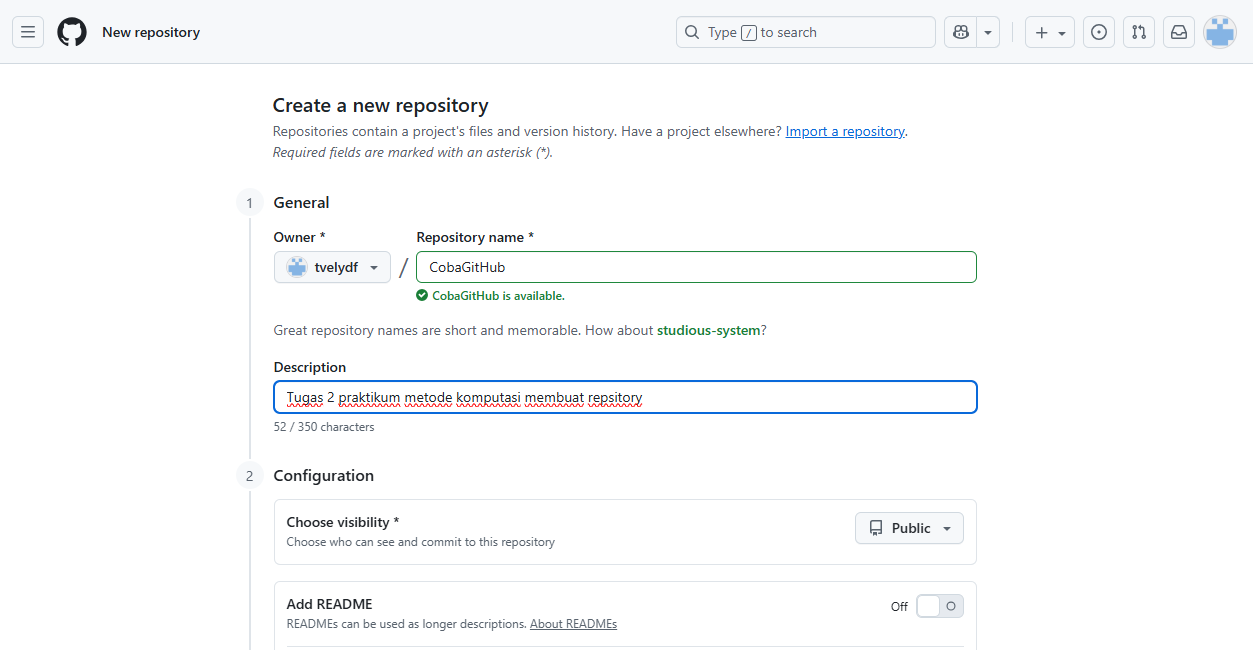 New repository
Type / to search
Create a new repository
Repositories contain a project's files and version history. Have a project elsewhere? Import a repository.
Required fields are marked with an asterisk (*).
1 General
Owner * Repository name *
tvelydf / CobaGitHub
CobaGitHub is available.
Great repository names are short and memorable. How about studious-system?
Description
Tugas 2 praktikum metode komputasi membuat repsitory
52 / 350 characters
2 Configuration
Choose visibility *
Public
Choose who can see and commit to this repository
Add README
Off
READMEs can be used as longer descriptions. About READMEs